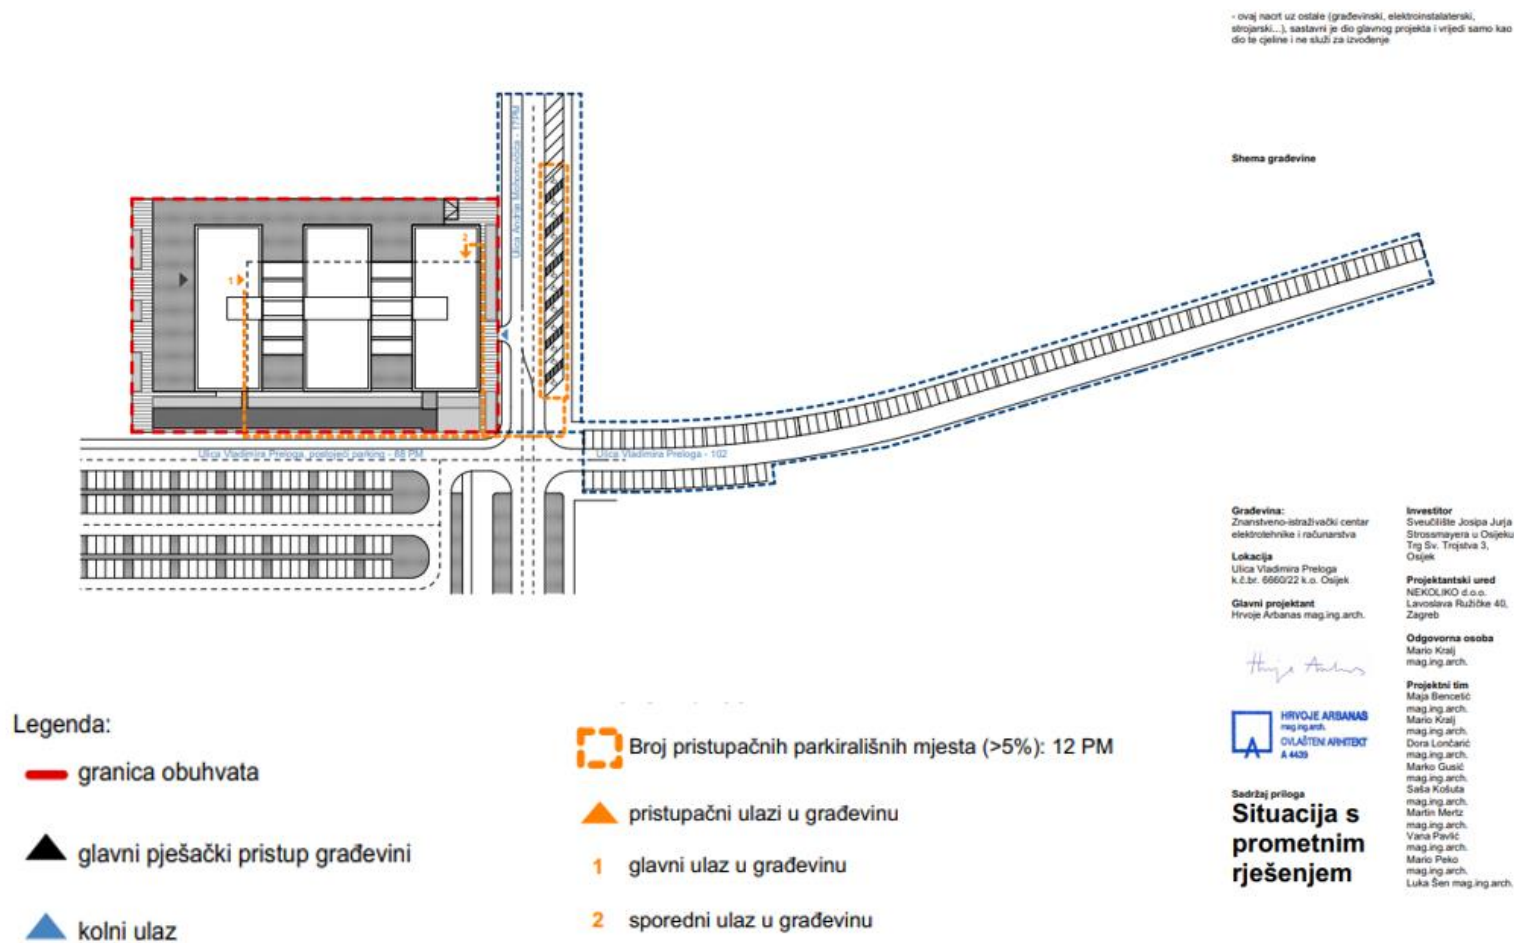 - ovaj nacrt uz ostale (građevinski, elektroinstalaterski,
strojarski...), sastavni je dio glavnog projekta i vrijedi samo kao
dio te cjeline i ne služi za izvođenje
Shema građevine
Ulica Andrije Mohorovičića - 17PM
2
1
Ulica Vladimira Preloga, postojeći parking - 88 PM
Ulica Vladimira Preloga - 102
Građevina:
Znanstveno-istraživački centar
elektrotehnike i računarstva
Lokacija
Ulica Vladimira Preloga
k.č.br. 6660/22 k.o. Osijek
Glavni projektant
Hrvoje Arbanas mag.ing.arch.
HRVOJE ARBANAS
mag.ing.arch.
OVLAŠTENI ARHITEKT
A 4439
Sadržaj priloga
Situacija s
prometnim
rješenjem
Investitor
Sveučilište Josipa Jurja
Strossmayera u Osijeku
Trg Sv. Trojstva 3,
Osijek
Projektantski ured
NEKOLIKO d.o.o.
Lavoslava Ružičke 40,
Zagreb
Odgovorna osoba
Mario Kralj
mag.ing.arch.
Projektni tim
Maja Bencetić
mag.ing.arch.
Mario Kralj
mag.ing.arch.
Dora Lončarić
mag.ing.arch.
Marko Gusić
mag.ing.arch.
Saša Košuta
mag.ing.arch.
Martin Mertz
mag.ing.arch.
Vana Pavlić
mag.ing.arch.
Mario Peko
mag.ing.arch.
Luka Šen mag.ing.arch.
Legenda:
granica obuhvata
glavni pješački pristup građevini
kolni ulaz
Broj pristupačnih parkirališnih mjesta (>5%): 12 PM
pristupačni ulazi u građevinu
1 glavni ulaz u građevinu
2 sporedni ulaz u građevinu